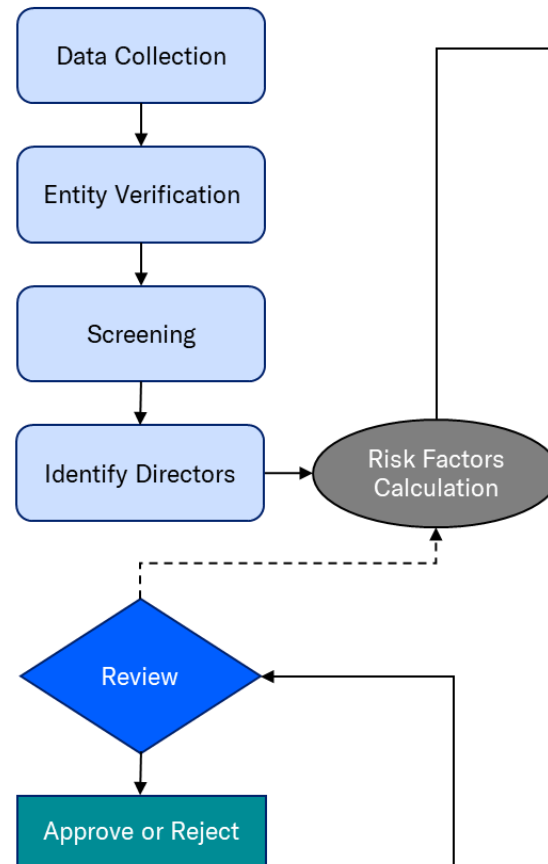 Data Collection
Entity Verification
Screening
Identify Directors
Risk Factors
Calculation
Review
Approve or Reject